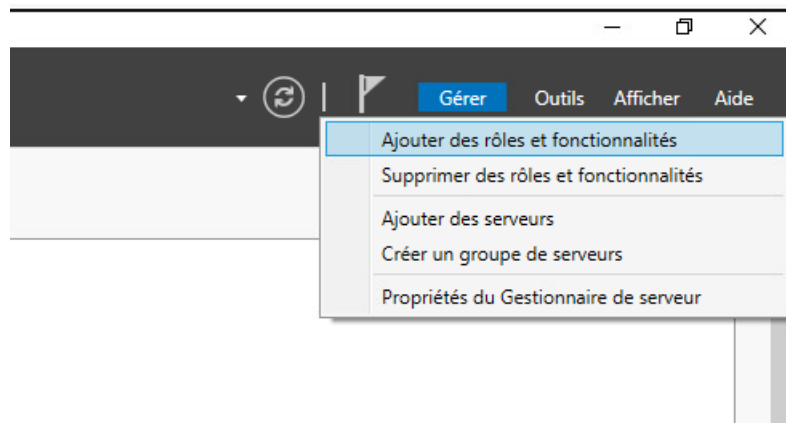 Gérer Outils Afficher Aide
Ajouter des rôles et fonctionnalités
Supprimer des rôles et fonctionnalités
Ajouter des serveurs
Créer un groupe de serveurs
Propriétés du Gestionnaire de serveur